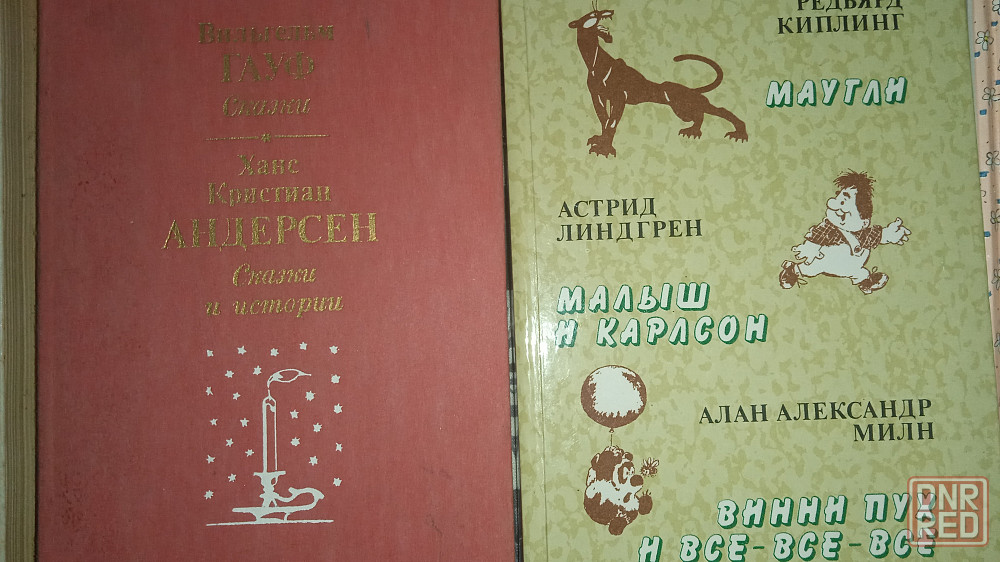 Вильгельм
ГАУФ
Сказки
Ханс
Кристиан
АНДЕРСЕН
Сказки
и истории
РЕДЬЯРД
КИПЛИНГ
МАУГЛИ
АСТРИД
ЛИНДГРЕН
МАЛЫШ
И КАРЛСОН
АЛАН АЛЕКСАНДР
МИЛН
ВИННИ ПУХ
И ВСЕ-ВСЕ-ВСЕ
DNR
RED